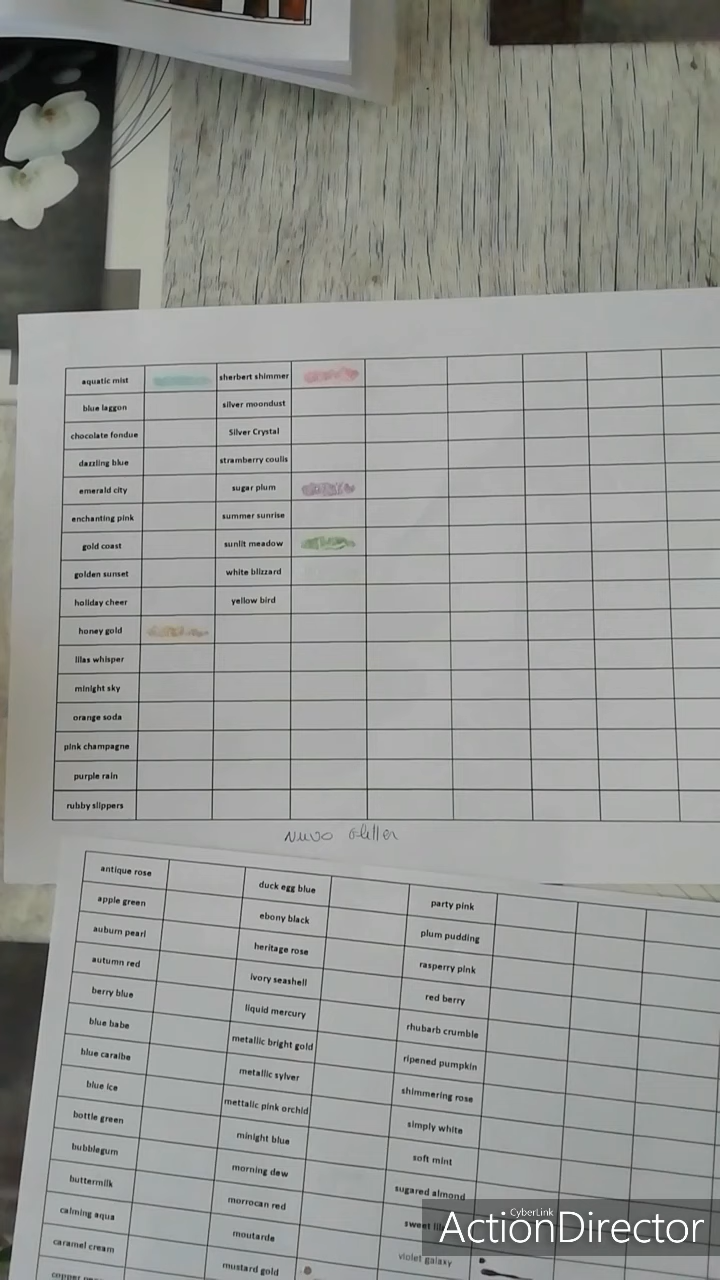 aquatic mist sherbert shimmer
blue laggon silver moondust
chocolate fondue Silver Crystal
dazzling blue stramberry coulis
emerald city sugar plum
enchanting pink summer sunrise
gold coast sunlit meadow
golden sunset white blizzard
holiday cheer yellow bird
honey gold
lilas whisper
minight sky
orange soda
pink champagne
purple rain
rubby slippers
Nuvo Glitter
antique rose duck egg blue party pink
apple green ebony black plum pudding
auburn pearl heritage rose rasperry pink
autumn red ivory seashell red berry
berry blue liquid mercury rhubarb crumble
blue babe metallic bright gold ripened pumpkin
blue caraibe metallic sylver shimmering rose
blue ice mettalic pink orchid simply white
bottle green minight blue soft mint
bubblegum morning dew sugared almond
buttermilk morrocan red sweet
calming aqua moutarde violet galaxy
caramel cream mustard gold
CyberLink
ActionDirector